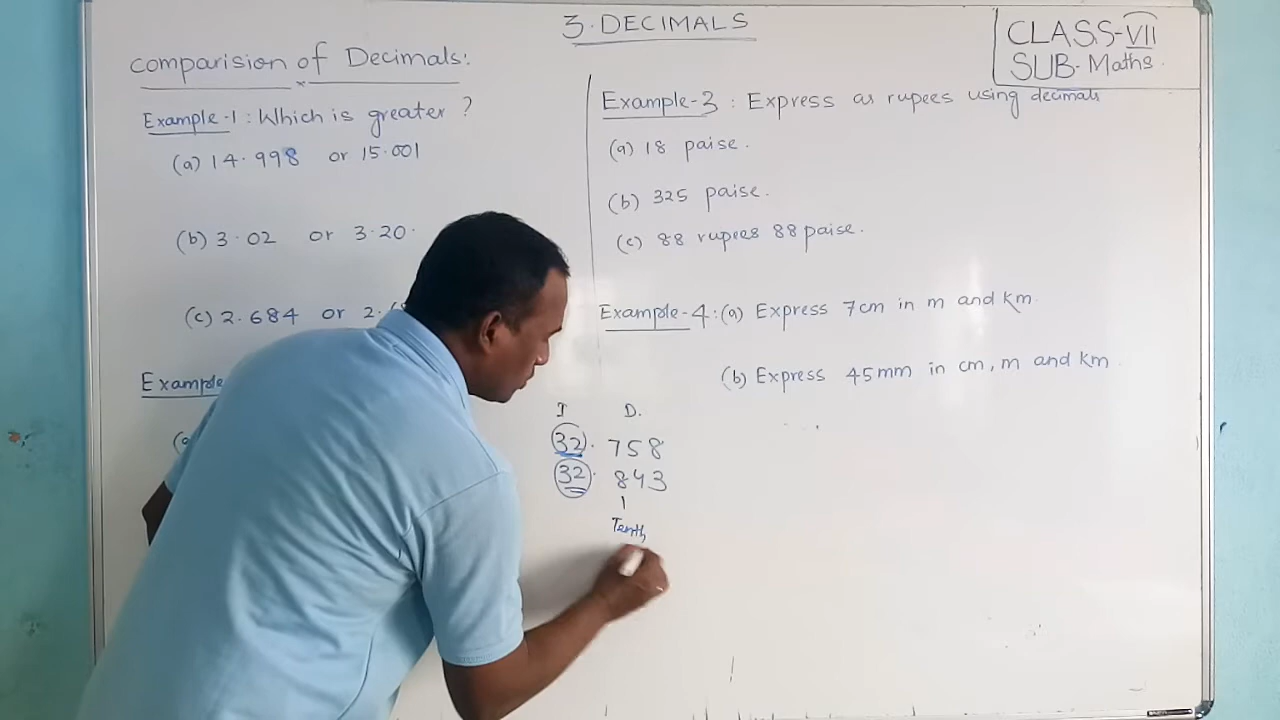 3. DECIMALS
CLASS-VII
SUB. Maths.
comparision of Decimals:
Example-1: Which is greater ?
(a) 14.998 or 15.001
(b) 3.02 or 3.20.
(c) 2.684 or 2.
Example
Example-3: Express as rupees using decimals
(a) 18 paise.
(b) 325 paise.
(c) 88 rupees 88 paise.
Example-4: (a) Express 7cm in m and km.
(b) Express 45mm in cm, m and km.
I D.
32. 758
32. 843
Tenth